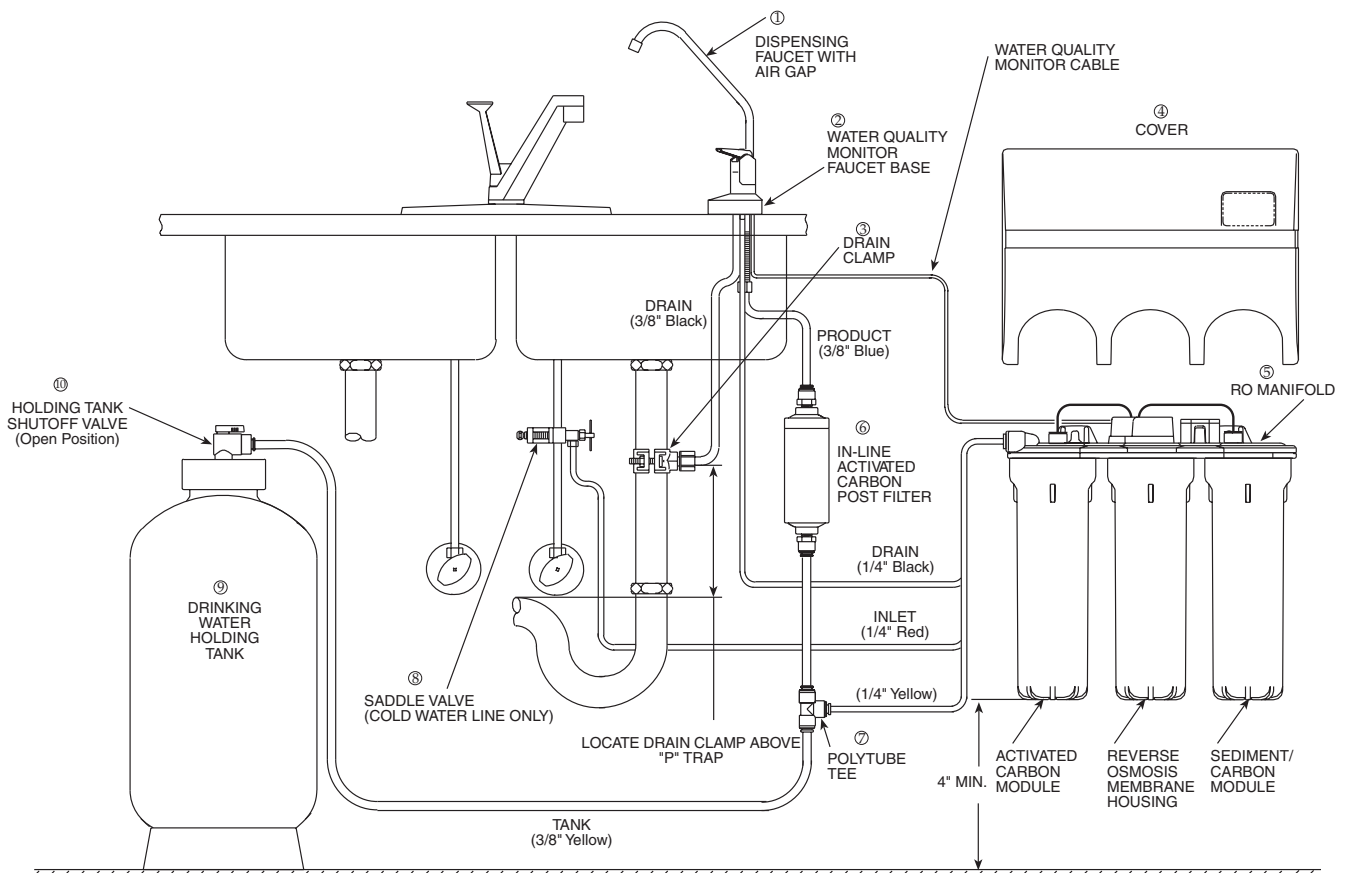 ①
DISPENSING
FAUCET WITH
AIR GAP
WATER QUALITY
MONITOR CABLE
②
WATER QUALITY
MONITOR
FAUCET BASE
④
COVER
③
DRAIN
CLAMP
DRAIN
(3/8" Black)
PRODUCT
(3/8" Blue)
⑤
RO MANIFOLD
⑩
HOLDING TANK
SHUTOFF VALVE
(Open Position)
⑥
IN-LINE
ACTIVATED
CARBON
POST FILTER
DRAIN
(1/4" Black)
⑨
DRINKING
WATER
HOLDING
TANK
INLET
(1/4" Red)
⑧
SADDLE VALVE
(COLD WATER LINE ONLY)
(1/4" Yellow)
LOCATE DRAIN CLAMP ABOVE
"P" TRAP
⑦
POLYTUBE
TEE
4" MIN.
ACTIVATED
CARBON
MODULE
REVERSE
OSMOSIS
MEMBRANE
HOUSING
SEDIMENT/
CARBON
MODULE
TANK
(3/8" Yellow)